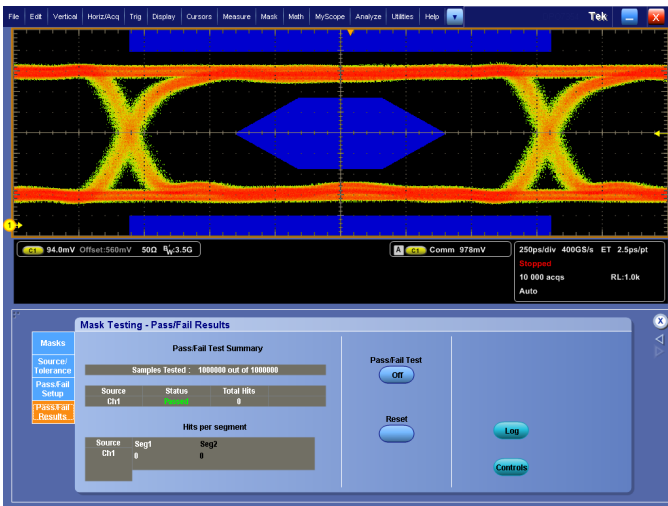 File Edit Vertical Horiz/Acq Trig Display Cursors Measure Mask Math MyScope Analyze Utilities Help Tek X
1
C1 94.0mV Offset:560mV 50Ω BW:3.5G
A C1 Comm 978mV
250ps/div 400GS/s ET 2.5ps/pt
Stopped
10 000 acqs RL:1.0k
Auto
Mask Testing - Pass/Fail Results
X
Masks
Source/
Tolerance
Pass/Fail
Setup
Pass/Fail
Results
Pass/Fail Test Summary
Samples Tested : 1000000 out of 1000000
Source Status Total Hits
Ch1 Passed 0
Hits per segment
Source Seg1 Seg2
Ch1 0 0
Pass/Fail Test
Off
Reset
Log
Controls